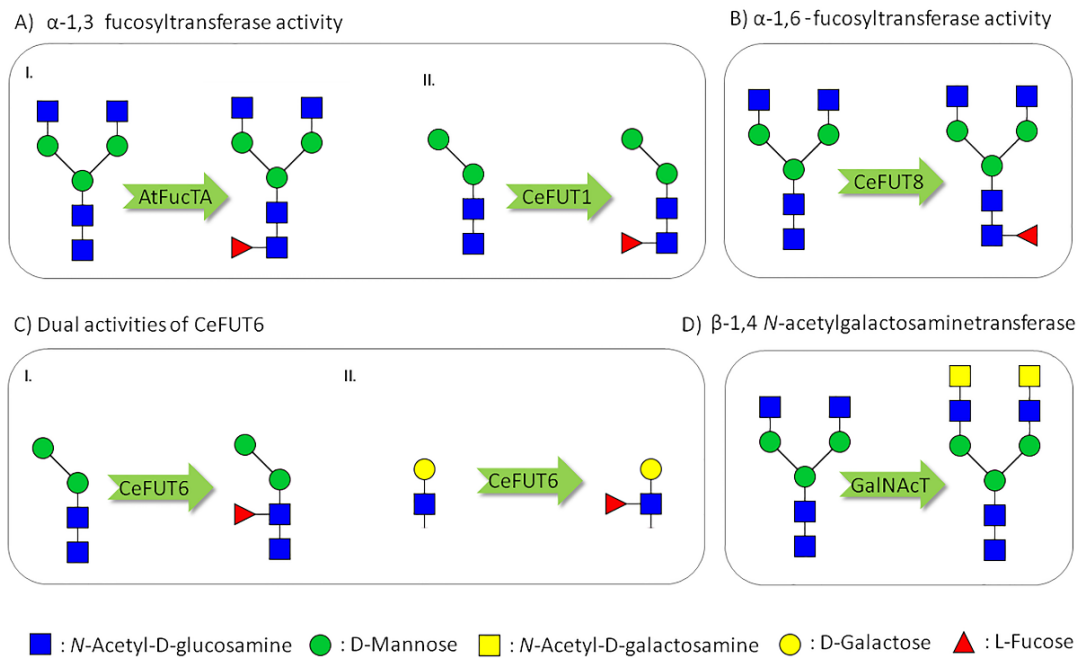 A) α-1,3 fucosyltransferase activity
B) α-1,6 -fucosyltransferase activity
I.
II.
AtFucTA
CeFUT1
CeFUT8
C) Dual activities of CeFUT6
D) β-1,4 N-acetylgalactosaminetransferase
I.
II.
CeFUT6
CeFUT6
GalNAcT
: N-Acetyl-D-glucosamine : D-Mannose : N-Acetyl-D-galactosamine : D-Galactose : L-Fucose